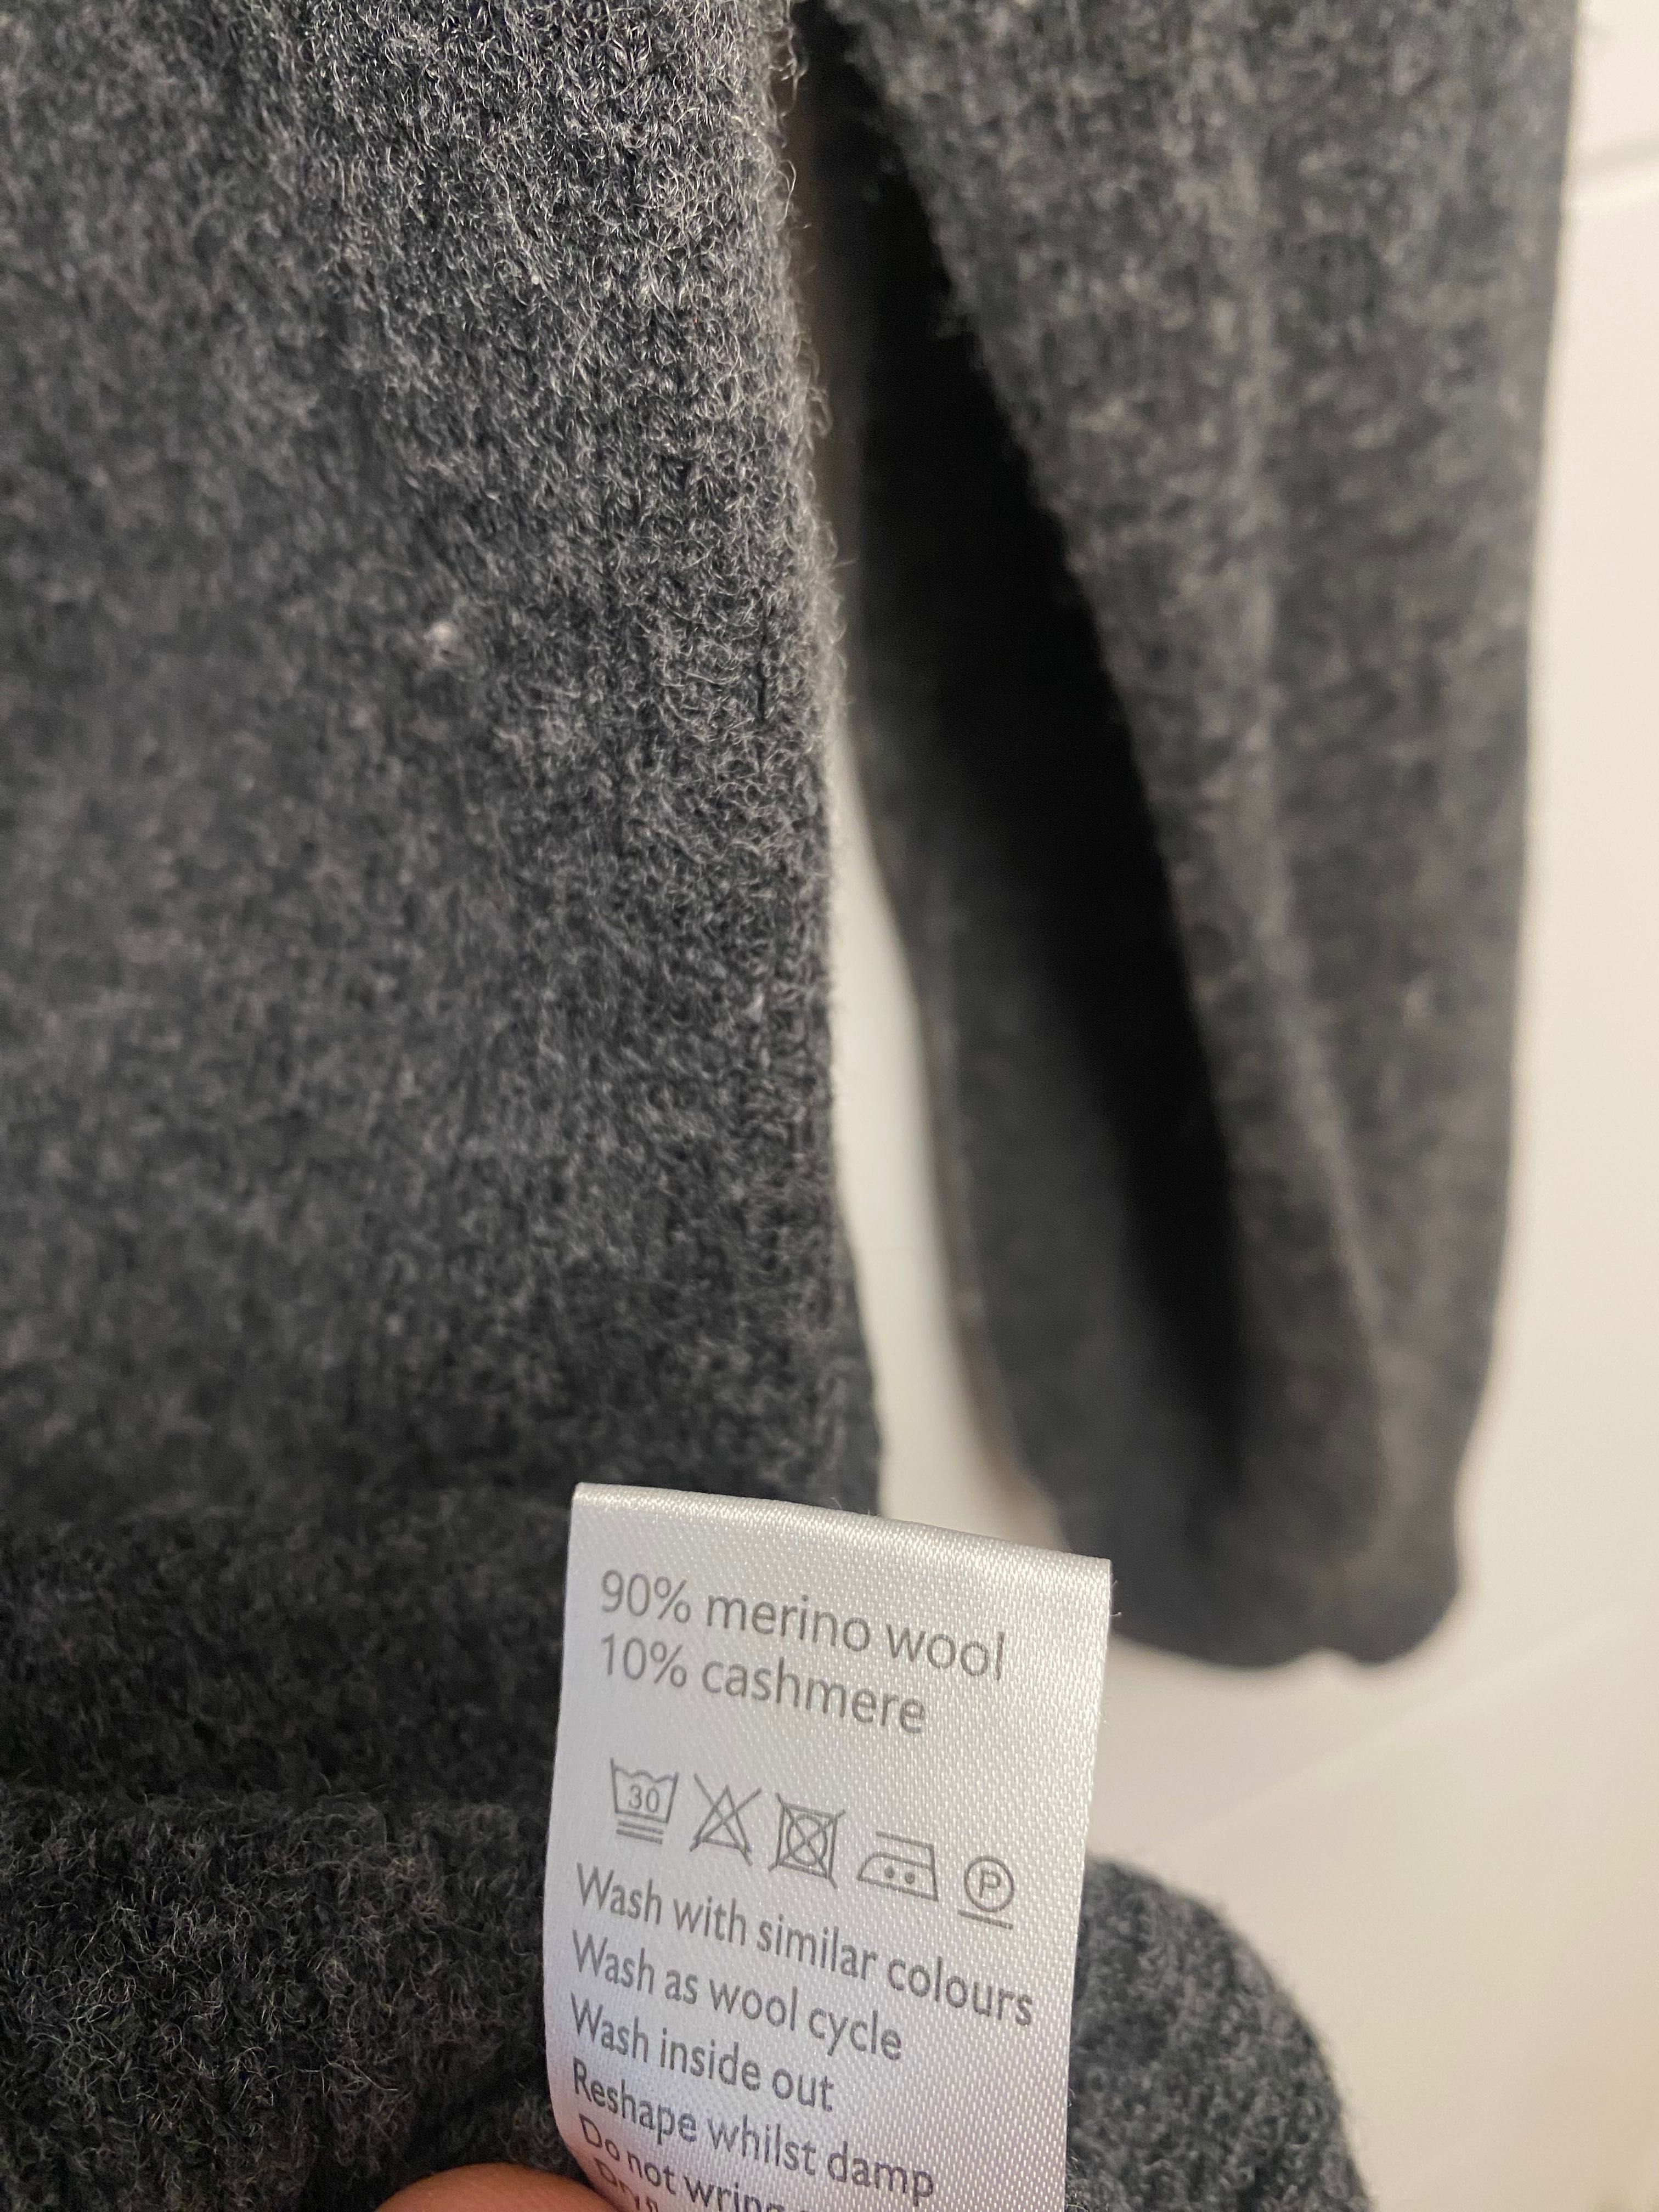 90% merino wool
10% cashmere
30
P
Wash with similar colours
Wash as wool cycle
Wash inside out
Reshape whilst damp
Do not wring